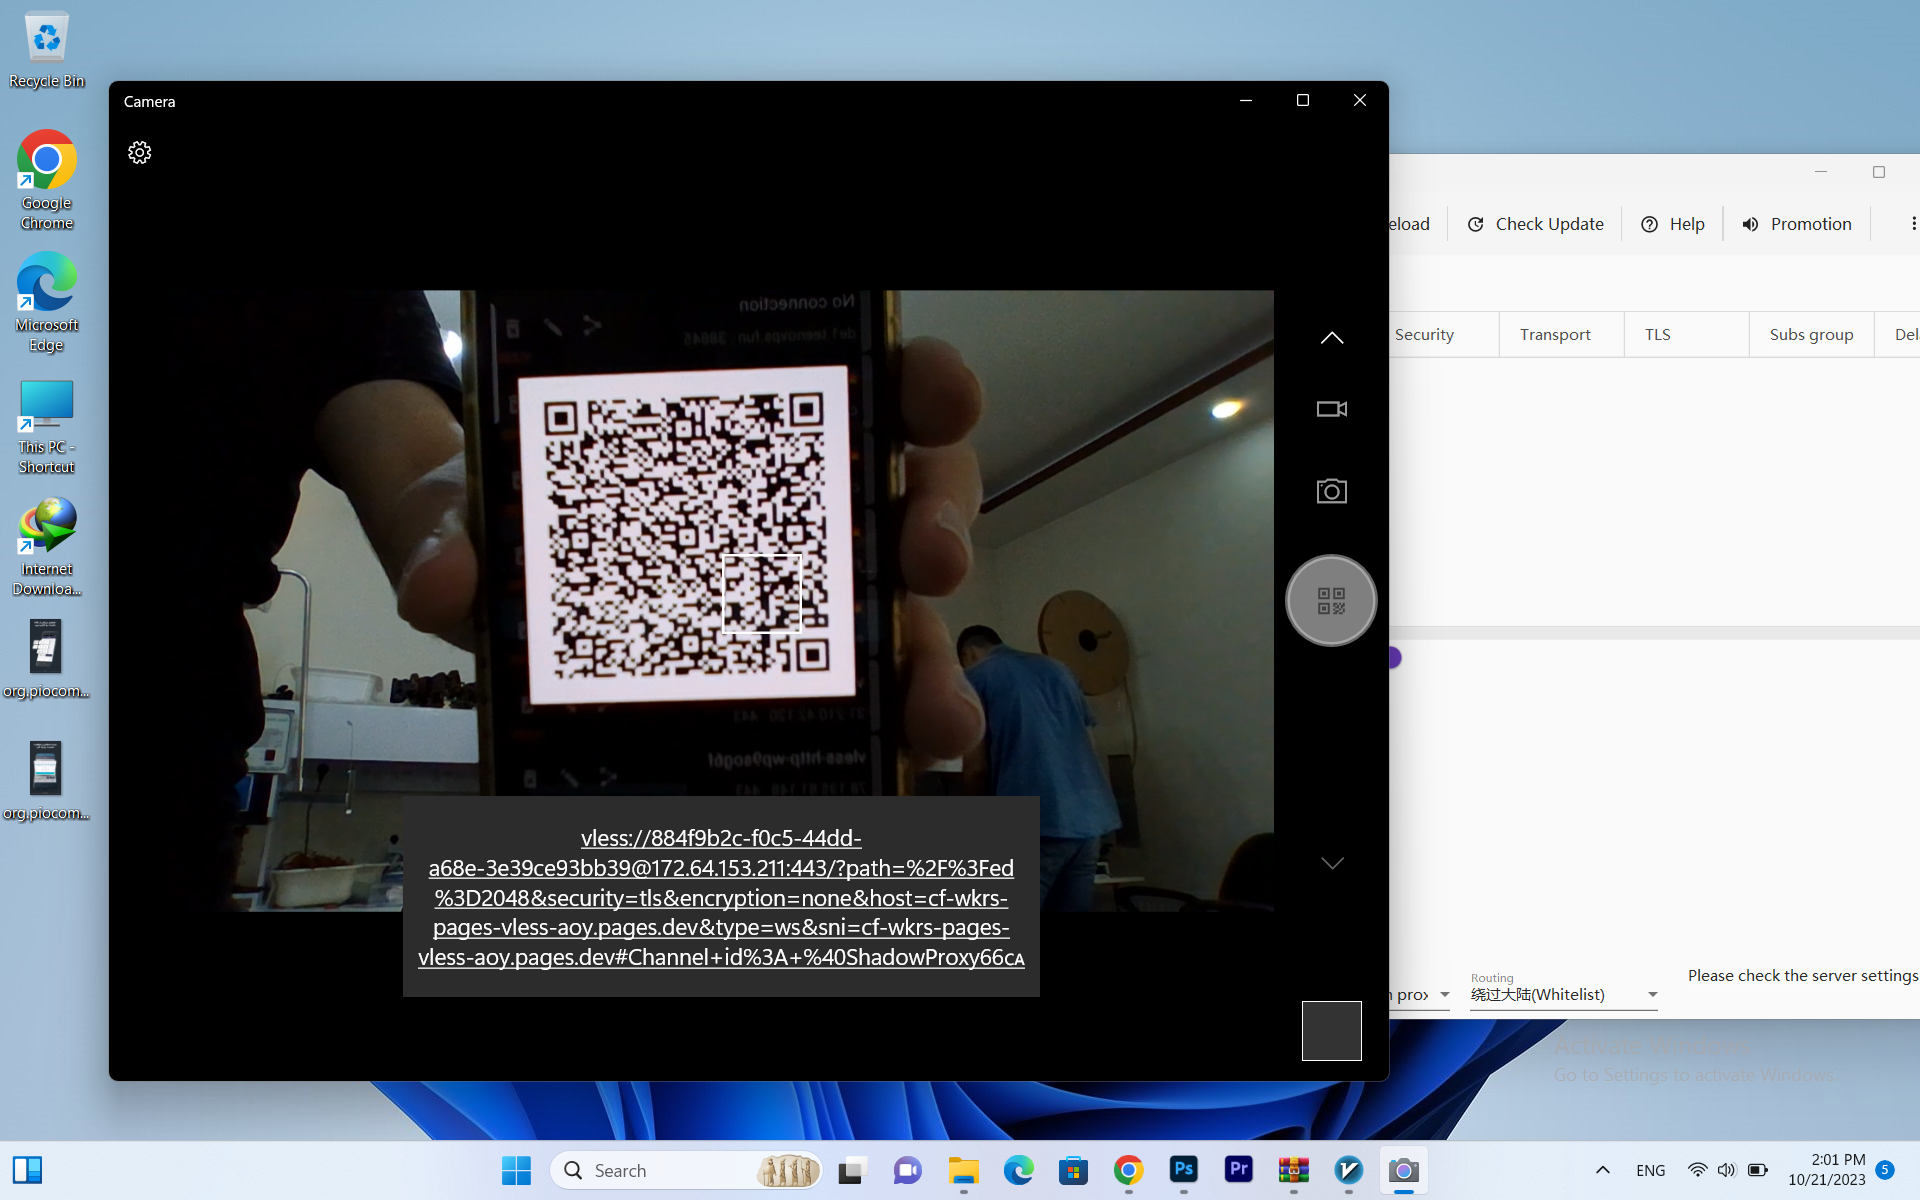 Recycle Bin
Google
Chrome
Microsoft
Edge
This PC -
Shortcut
Internet
Downloa...
org.piocom...
org.piocom...
Camera
No connection
vless-http-wp9aog6f
vless://884f9b2c-f0c5-44dd-
a68e-3e39ce93bb39@172.64.153.211:443/?path=%2F%3Fed
%3D2048&security=tls&encryption=none&host=cf-wkrs-
pages-vless-aoy.pages.dev&type=ws&sni=cf-wkrs-pages-
vless-aoy.pages.dev#Channel+id%3A+%40ShadowProxy66ᴄᴀ
eload
Check Update
Help
Promotion
Security
Transport
TLS
Subs group
Del
Routing
绕过大陆(Whitelist)
Please check the server settings
Activate Windows
Go to Settings to activate Windows.
Search
Ps
Pr
ENG
2:01 PM
10/21/2023
5